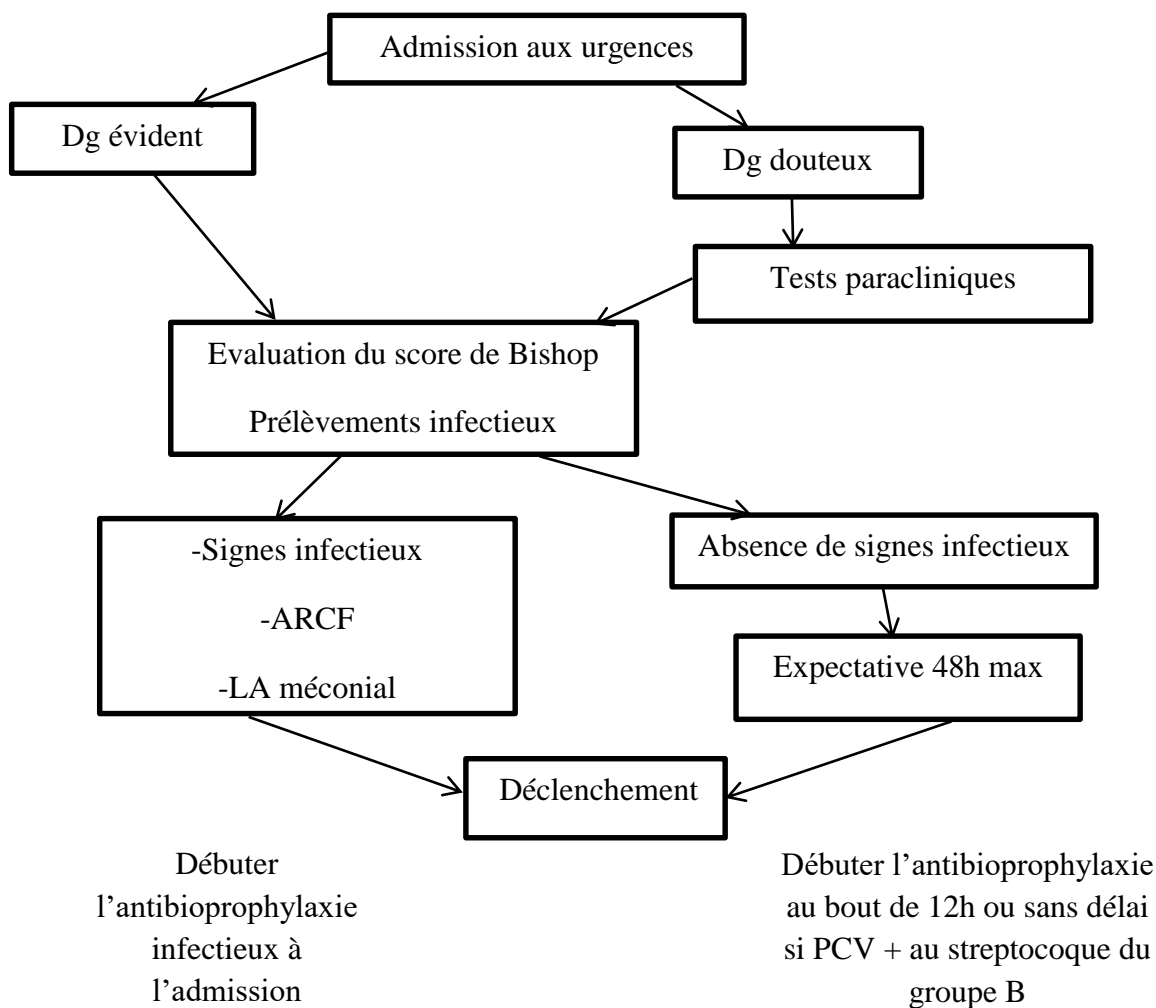 Admission aux urgences
Dg évident
Dg douteux
Tests paracliniques
Evaluation du score de Bishop
Prélèvements infectieux
-Signes infectieux
-ARCF
-LA méconial
Absence de signes infectieux
Expectative 48h max
Déclenchement
Débuter
l’antibioprophylaxie
infectieux à
l’admission
Débuter l’antibioprophylaxie
au bout de 12h ou sans délai
si PCV + au streptocoque du
groupe B